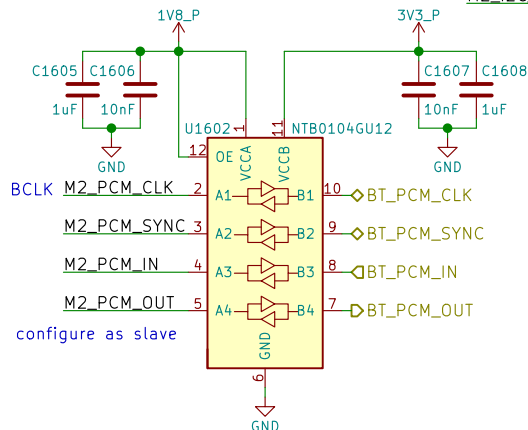 1V8_P
3V3_P
C1605
C1606
C1607
C1608
1uF
10nF
10nF
1uF
GND
GND
U1602
NTB0104GU12
1
11
VCCA
VCCB
12
OE
BCLK
M2_PCM_CLK
2
A1
B1
10
BT_PCM_CLK
M2_PCM_SYNC
3
A2
B2
9
BT_PCM_SYNC
M2_PCM_IN
4
A3
B3
8
BT_PCM_IN
M2_PCM_OUT
5
A4
B4
7
BT_PCM_OUT
configure as slave
GND
6
GND